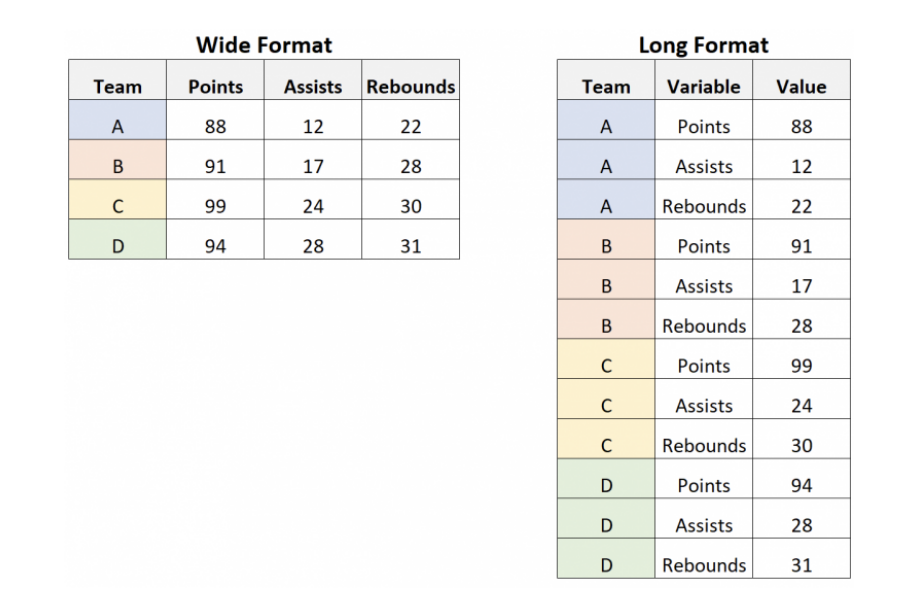 Wide Format
Team Points Assists Rebounds
A 88 12 22
B 91 17 28
C 99 24 30
D 94 28 31
Long Format
Team Variable Value
A Points 88
A Assists 12
A Rebounds 22
B Points 91
B Assists 17
B Rebounds 28
C Points 99
C Assists 24
C Rebounds 30
D Points 94
D Assists 28
D Rebounds 31